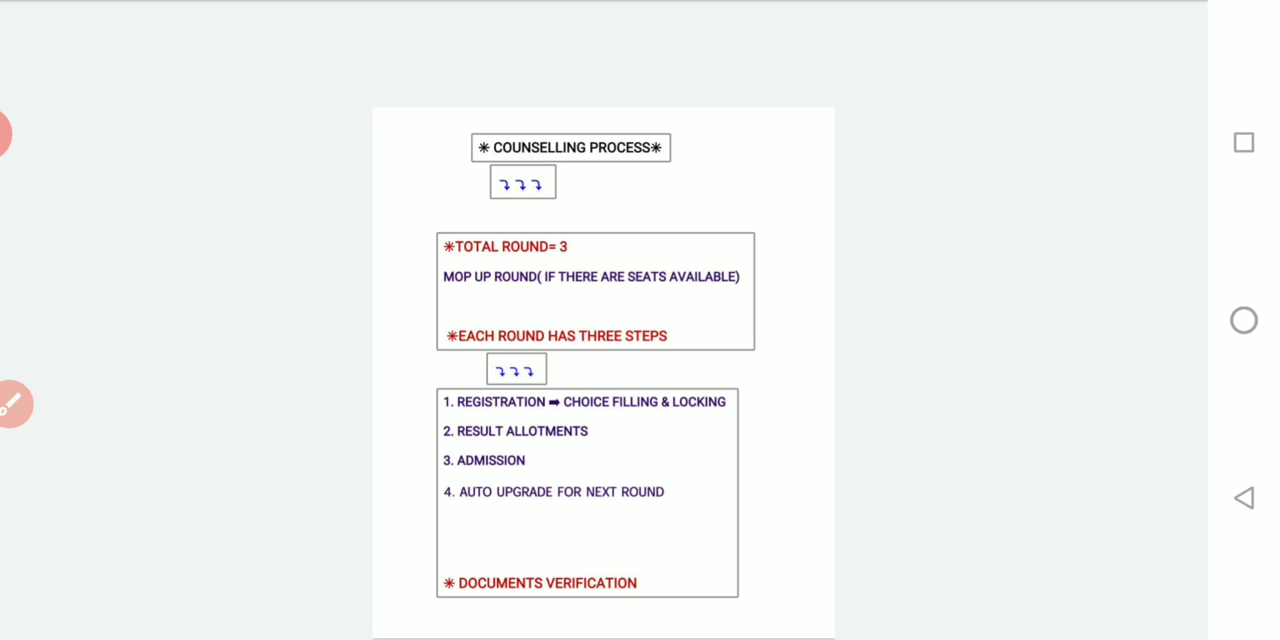 ✳ COUNSELLING PROCESS✳
⤵⤵⤵
✳TOTAL ROUND= 3
MOP UP ROUND( IF THERE ARE SEATS AVAILABLE)
✳EACH ROUND HAS THREE STEPS
⤵⤵⤵
1. REGISTRATION ➡ CHOICE FILLING & LOCKING
2. RESULT ALLOTMENTS
3. ADMISSION
4. AUTO UPGRADE FOR NEXT ROUND
✳ DOCUMENTS VERIFICATION